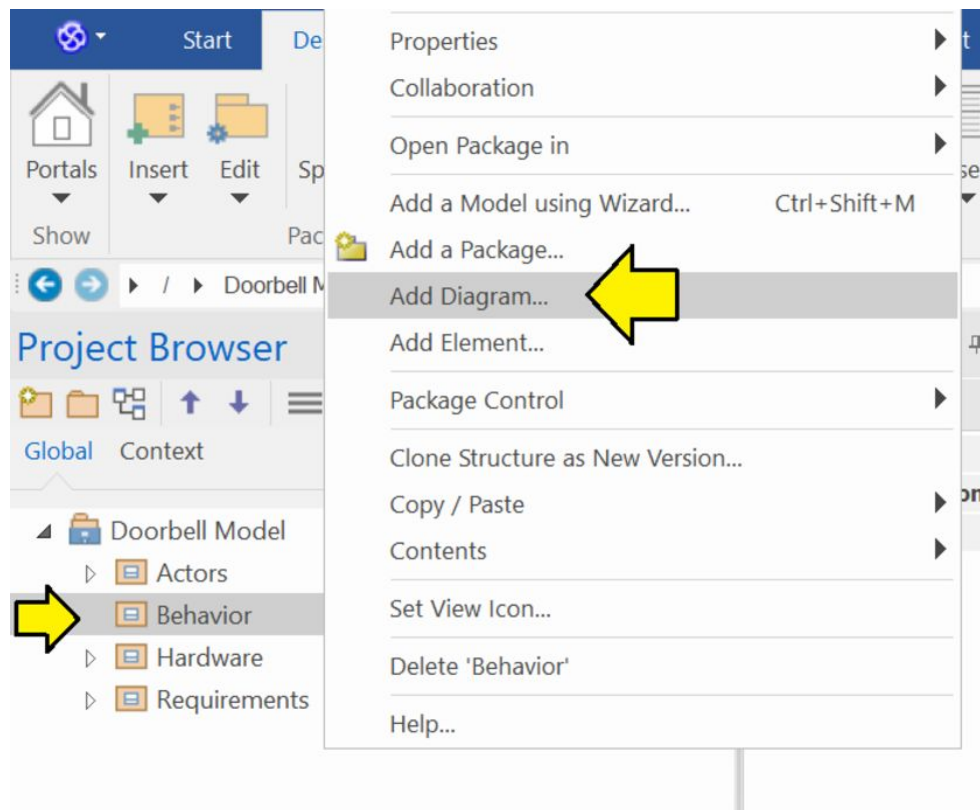 Start
De
t
Portals
Insert
Edit
Sp
se
Show
Pac
Doorbell M
/
Project Browser
Global
Context
Doorbell Model
Actors
Behavior
Hardware
Requirements
Properties
Collaboration
Open Package in
Add a Model using Wizard... Ctrl+Shift+M
Add a Package...
Add Diagram...
Add Element...
Package Control
Clone Structure as New Version...
Copy / Paste
Contents
Set View Icon...
Delete 'Behavior'
Help...
on